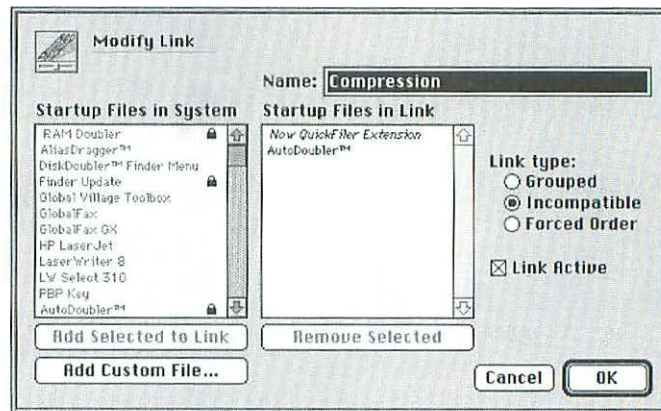 Modify Link
Name: Compression
Startup Files in System
RAM Doubler
AliasDragger™
DiskDoubler™ Finder Menu
Finder Update
Global Village Toolbox
GlobalFax
GlobalFax GX
HP LaserJet
LaserWriter 8
LW Select 310
PBP Key
AutoDoubler™
Add Selected to Link
Add Custom File...
Startup Files in Link
Now QuickFiler Extension
AutoDoubler™
Remove Selected
Link type:
Grouped
Incompatible
Forced Order
Link Active
Cancel
OK